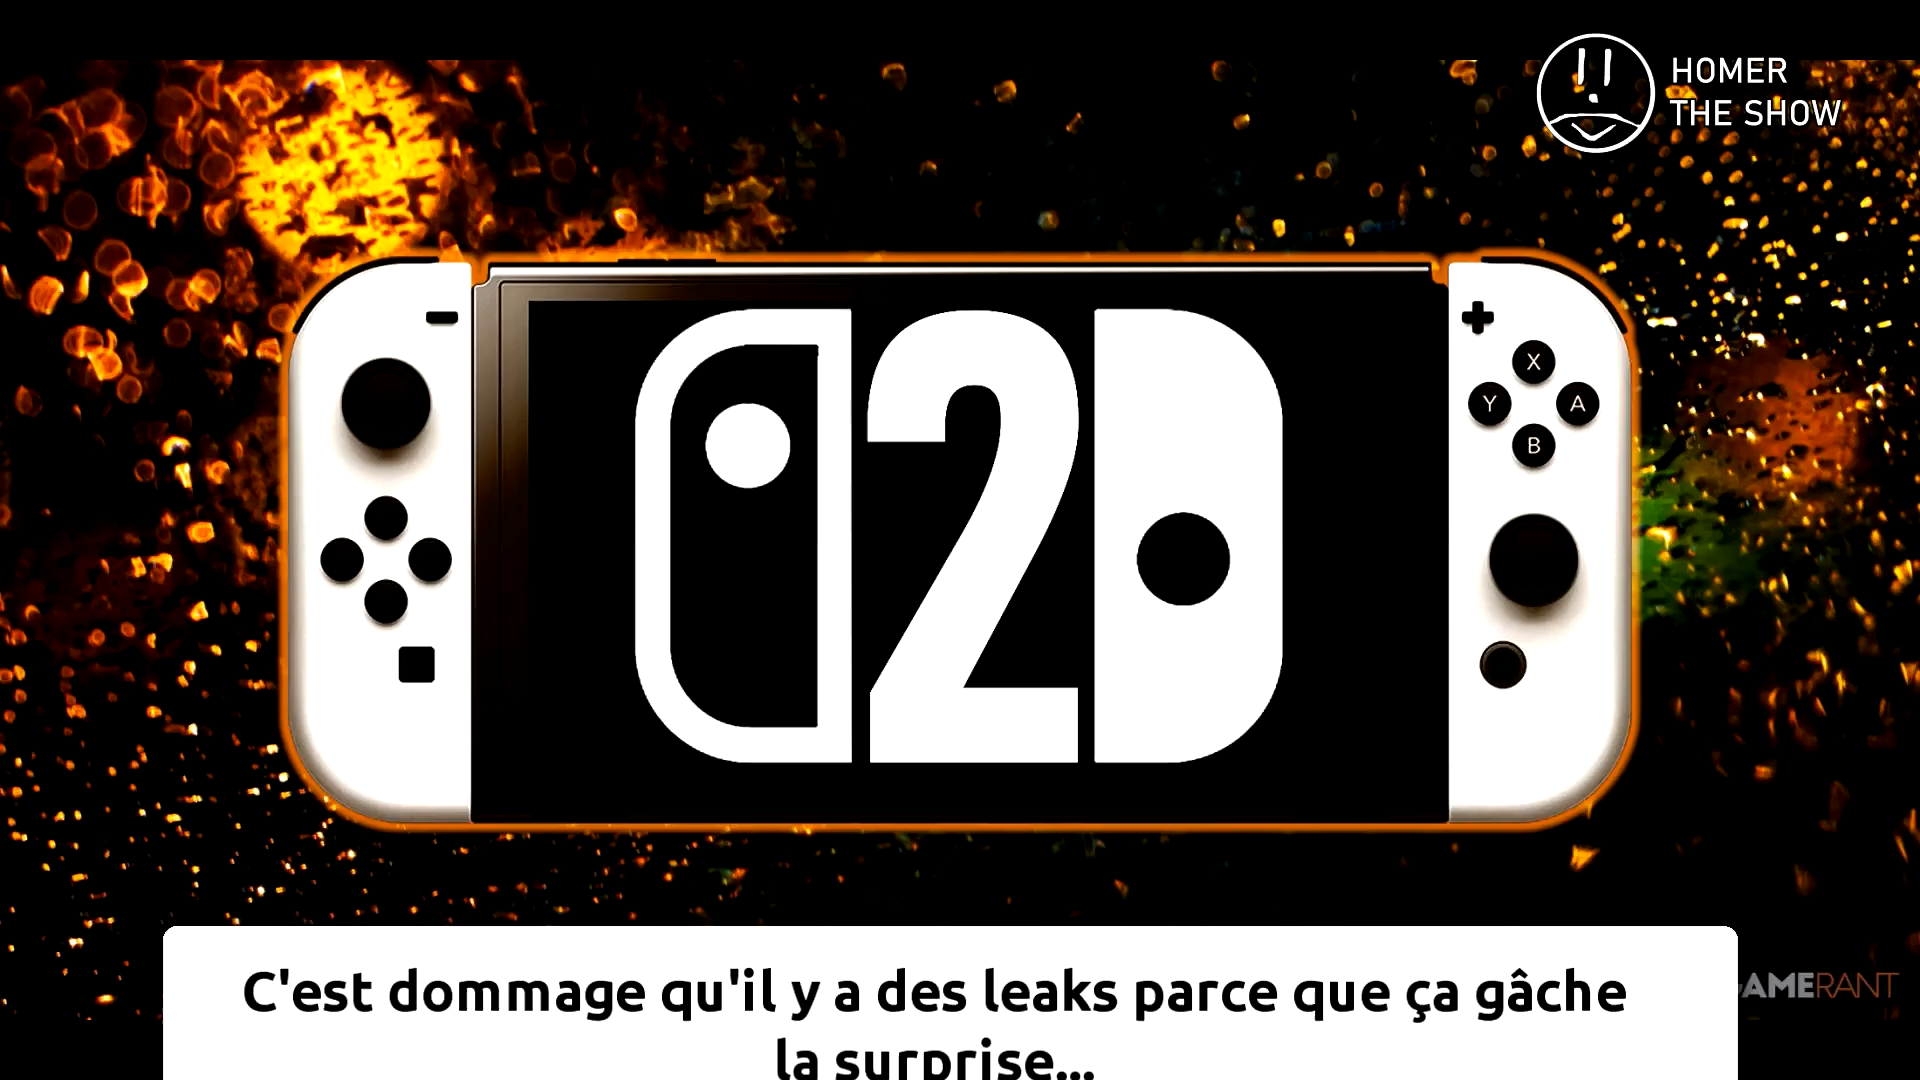 HOMER
THE SHOW
2
X
Y
A
B
AMERANT
C'est dommage qu'il y a des leaks parce que ça gâche
la surprise...